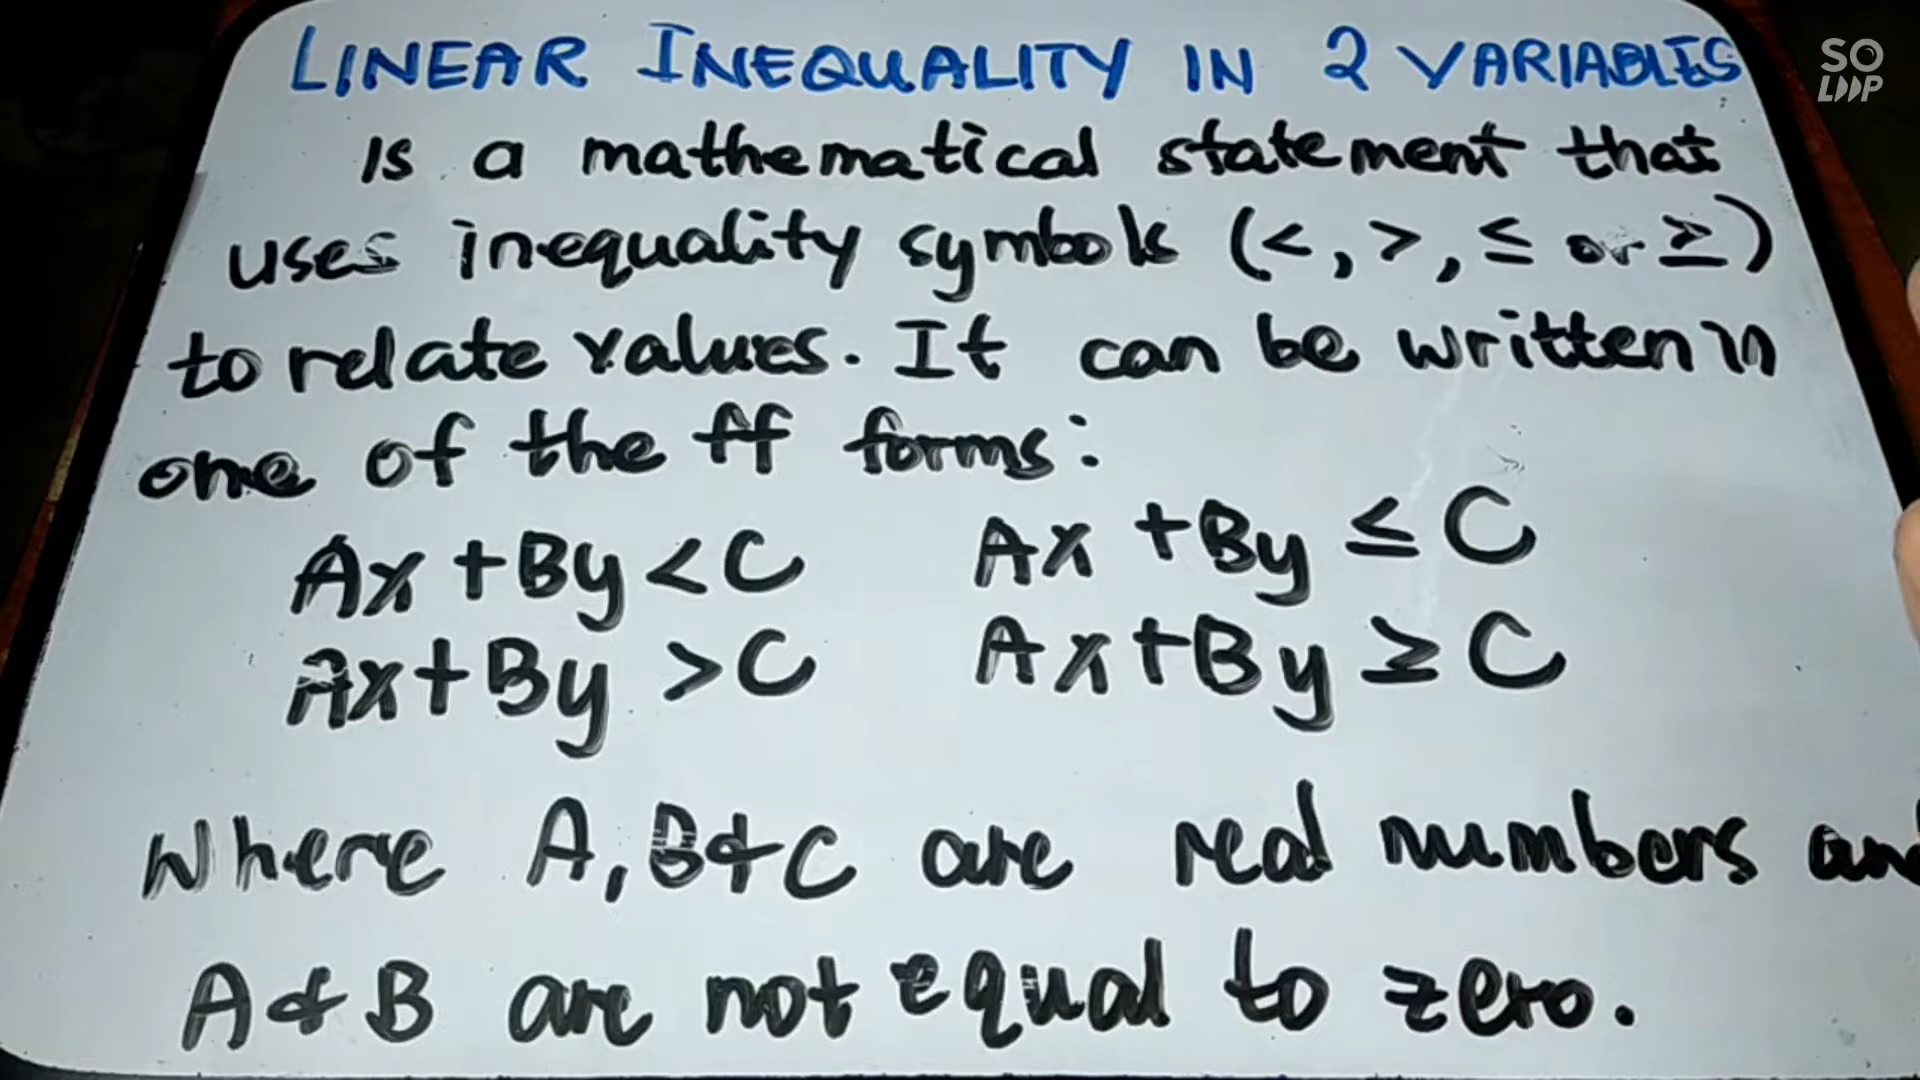 LINEAR INEQUALITY IN 2 VARIABLES
SO
LOOP
is a mathematical statement that
uses inequality symbols (<, >, ≤ or ≥)
to relate values. It can be written in
one of the ff forms:
Ax + By < C    Ax + By ≤ C
Ax + By > C    Ax + By ≥ C
Where A, B & C are real numbers and
A & B are not equal to zero.